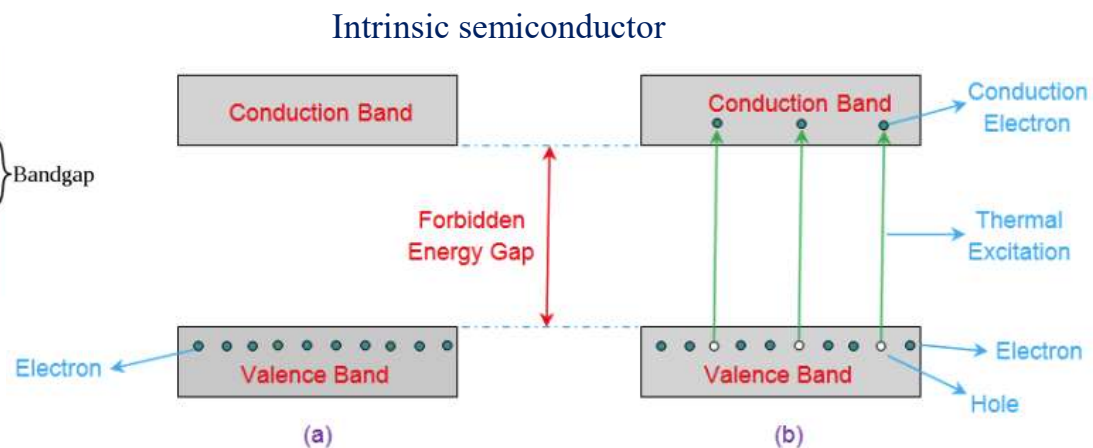 Intrinsic semiconductor
Conduction Band
Conduction Band
Conduction
Electron
Bandgap
Forbidden
Energy Gap
Thermal
Excitation
Electron
Valence Band
Valence Band
Electron
Hole
(a)
(b)